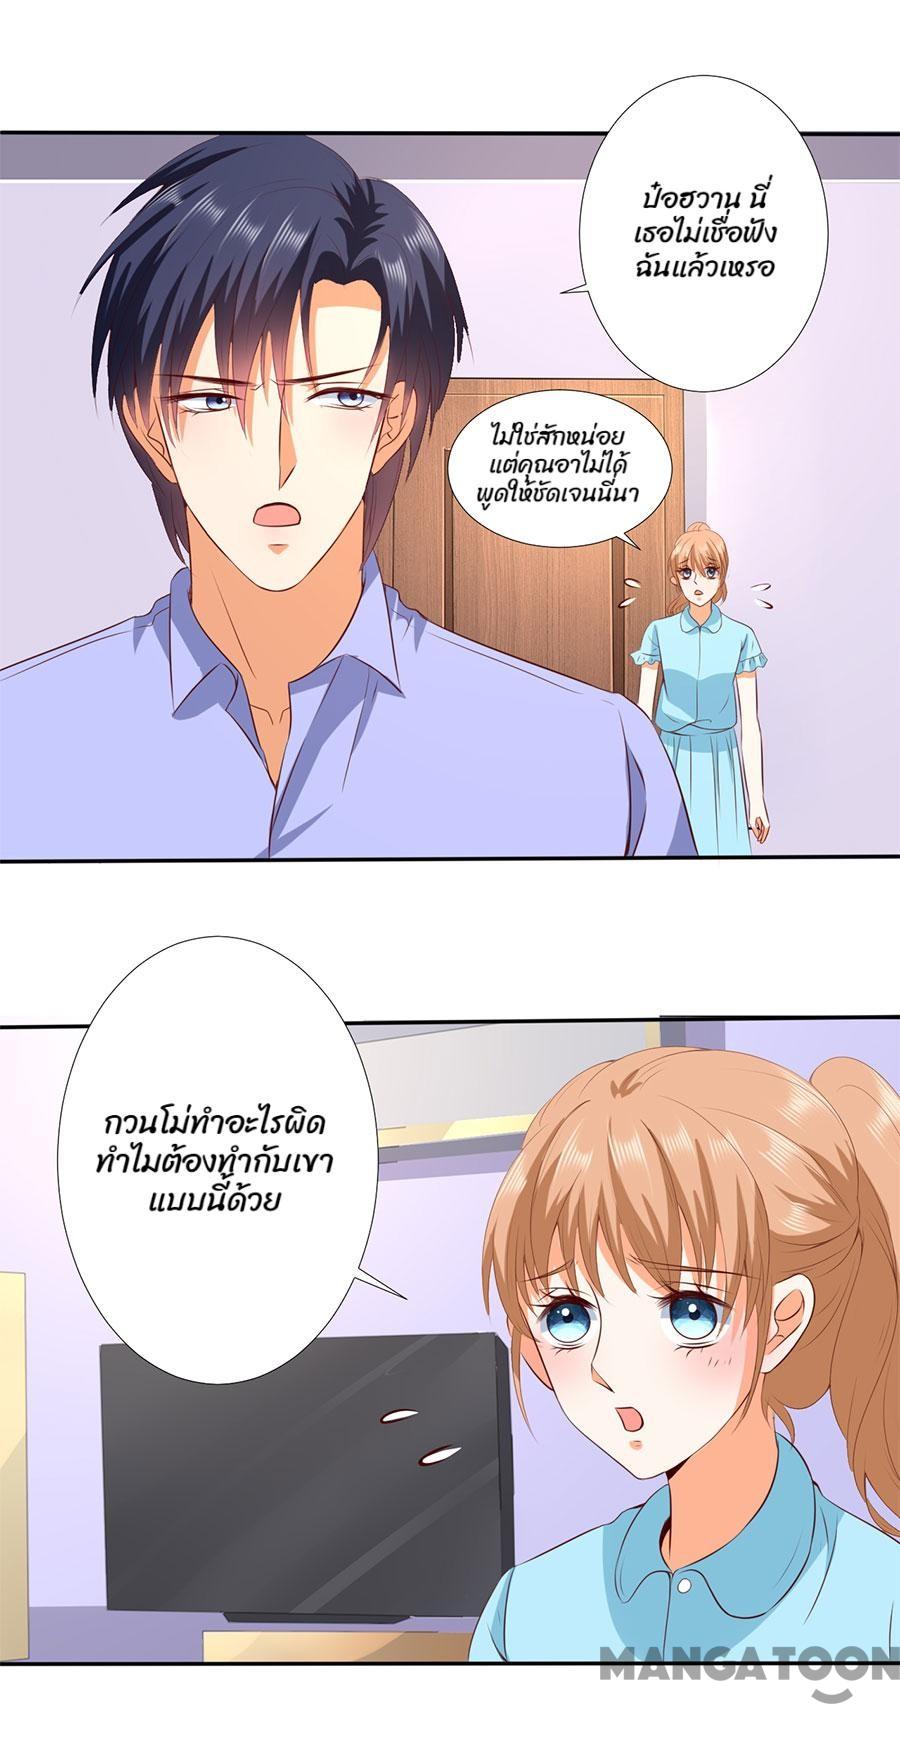 ป๋อฮวาน นี่
เธอไม่เชื่อฟัง
ฉันแล้วเหรอ
ไม่ใช่สักหน่อย
แต่คุณอาไม่ได้
พูดให้ชัดเจนนี่นา
กวนโม่ทำอะไรผิด
ทำไมต้องทำกับเขา
แบบนี้ด้วย
MANGATOON